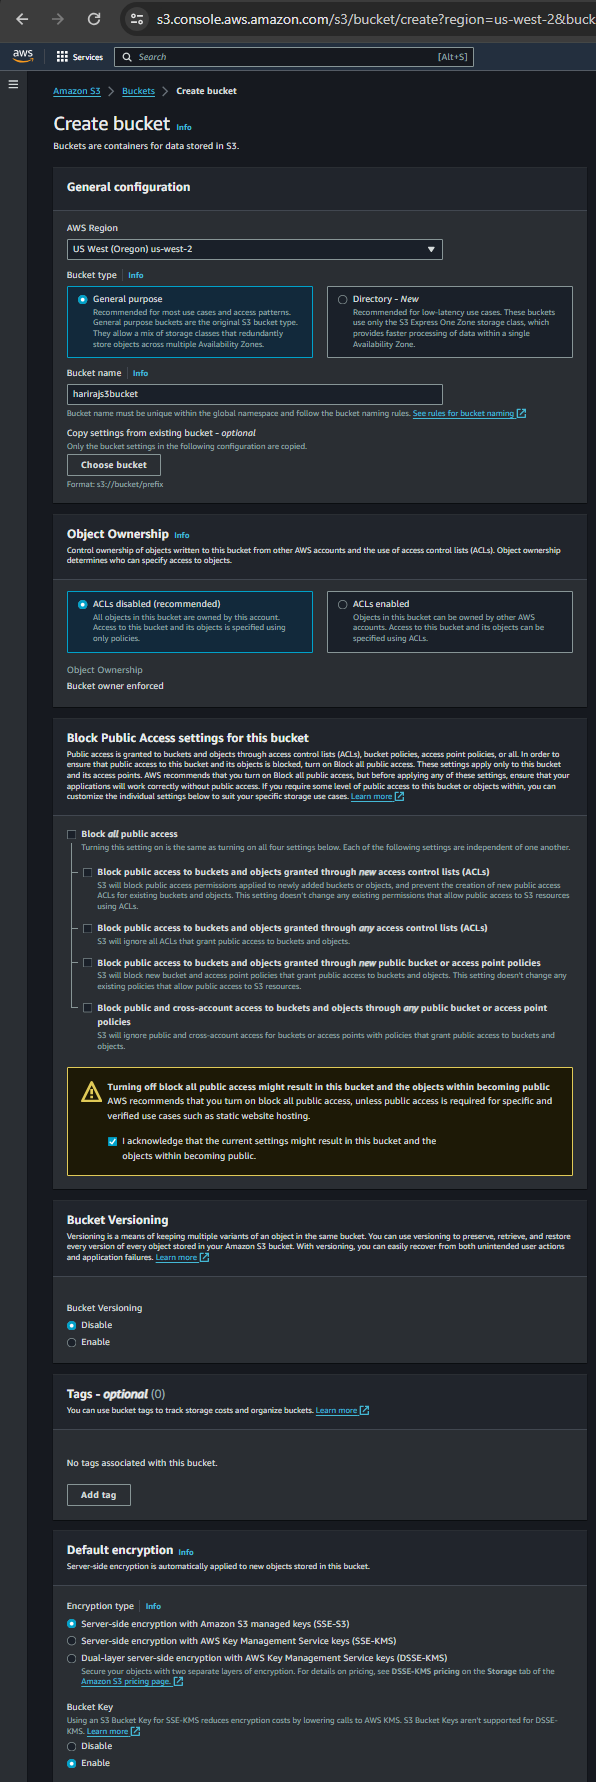 s3.console.aws.amazon.com/s3/bucket/create?region=us-west-2&buck
aws
Services
Search
[Alt+S]
Amazon S3 > Buckets > Create bucket
Create bucket Info
Buckets are containers for data stored in S3.
General configuration
AWS Region
US West (Oregon) us-west-2
Bucket type | Info
General purpose
Recommended for most use cases and access patterns.
General purpose buckets are the original S3 bucket type.
They allow a mix of storage classes that redundantly
store objects across multiple Availability Zones.
Directory - New
Recommended for low-latency use cases. These buckets
use only the S3 Express One Zone storage class, which
provides faster processing of data within a single
Availability Zone.
Bucket name | Info
harirajs3bucket
Bucket name must be unique within the global namespace and follow the bucket naming rules. See rules for bucket naming
Copy settings from existing bucket - optional
Only the bucket settings in the following configuration are copied.
Choose bucket
Format: s3://bucket/prefix
Object Ownership Info
Control ownership of objects written to this bucket from other AWS accounts and the use of access control lists (ACLs). Object ownership
determines who can specify access to objects.
ACLs disabled (recommended)
All objects in this bucket are owned by this account.
Access to this bucket and its objects is specified using
only policies.
ACLs enabled
Objects in this bucket can be owned by other AWS
accounts. Access to this bucket and its objects can be
specified using ACLs.
Object Ownership
Bucket owner enforced
Block Public Access settings for this bucket
Public access is granted to buckets and objects through access control lists (ACLs), bucket policies, access point policies, or all. In order to
ensure that public access to this bucket and its objects is blocked, turn on Block all public access. These settings apply only to this bucket
and its access points. AWS recommends that you turn on Block all public access, but before applying any of these settings, ensure that your
applications will work correctly without public access. If you require some level of public access to this bucket or objects within, you can
customize the individual settings below to suit your specific storage use cases. Learn more
Block all public access
Turning this setting on is the same as turning on all four settings below. Each of the following settings are independent of one another.
Block public access to buckets and objects granted through new access control lists (ACLs)
S3 will block public access permissions applied to newly added buckets or objects, and prevent the creation of new public access
ACLs for existing buckets and objects. This setting doesn't change any existing permissions that allow public access to S3 resources
using ACLs.
Block public access to buckets and objects granted through any access control lists (ACLs)
S3 will ignore all ACLs that grant public access to buckets and objects.
Block public access to buckets and objects granted through new public bucket or access point policies
S3 will block new bucket and access point policies that grant public access to buckets and objects. This setting doesn't change any
existing policies that allow public access to S3 resources.
Block public and cross-account access to buckets and objects through any public bucket or access point
policies
S3 will ignore public and cross-account access for buckets or access points with policies that grant public access to buckets and
objects.
Turning off block all public access might result in this bucket and the objects within becoming public
AWS recommends that you turn on block all public access, unless public access is required for specific and
verified use cases such as static website hosting.
I acknowledge that the current settings might result in this bucket and the
objects within becoming public.
Bucket Versioning
Versioning is a means of keeping multiple variants of an object in the same bucket. You can use versioning to preserve, retrieve, and restore
every version of every object stored in your Amazon S3 bucket. With versioning, you can easily recover from both unintended user actions
and application failures. Learn more
Bucket Versioning
Disable
Enable
Tags - optional (0)
You can use bucket tags to track storage costs and organize buckets. Learn more
No tags associated with this bucket.
Add tag
Default encryption Info
Server-side encryption is automatically applied to new objects stored in this bucket.
Encryption type | Info
Server-side encryption with Amazon S3 managed keys (SSE-S3)
Server-side encryption with AWS Key Management Service keys (SSE-KMS)
Dual-layer server-side encryption with AWS Key Management Service keys (DSSE-KMS)
Secure your objects with two separate layers of encryption. For details on pricing, see DSSE-KMS pricing on the Storage tab of the
Amazon S3 pricing page.
Bucket Key
Using an S3 Bucket Key for SSE-KMS reduces encryption costs by lowering calls to AWS KMS. S3 Bucket Keys aren't supported for DSSE-
KMS. Learn more
Disable
Enable